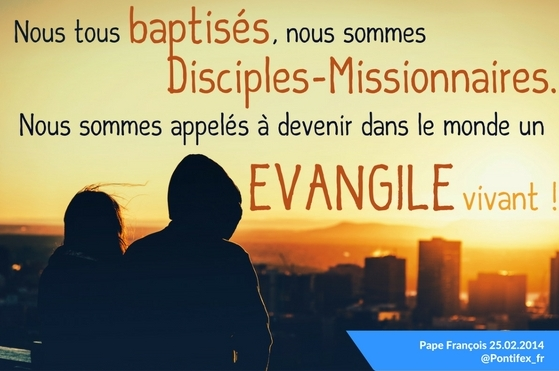 Nous tous baptisés, nous sommes
Disciples-Missionnaires.
Nous sommes appelés à devenir dans le monde un
EVANGILE vivant !
Pape François 25.02.2014
@Pontifex_fr